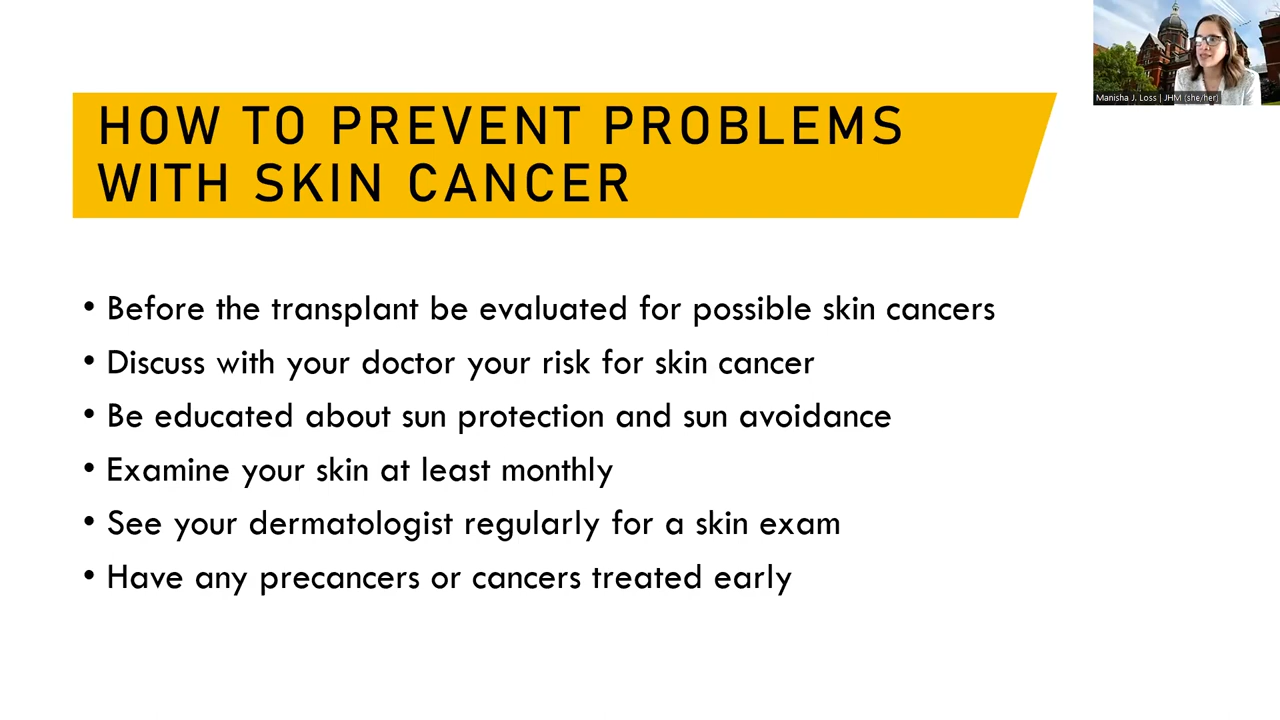 Manisha J. Loss | JHM (she/her)
HOW TO PREVENT PROBLEMS
WITH SKIN CANCER
• Before the transplant be evaluated for possible skin cancers
• Discuss with your doctor your risk for skin cancer
• Be educated about sun protection and sun avoidance
• Examine your skin at least monthly
• See your dermatologist regularly for a skin exam
• Have any precancers or cancers treated early